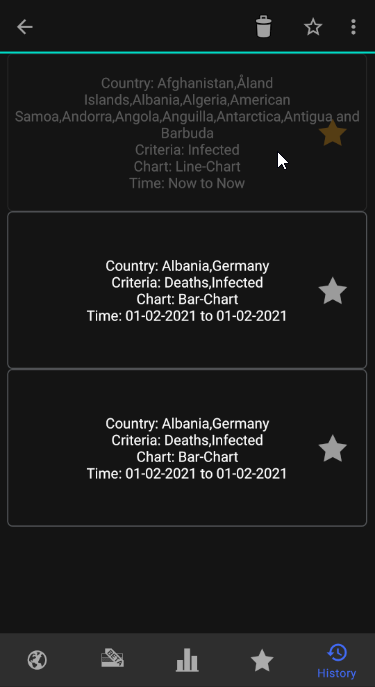 Country: Afghanistan,Åland
Islands,Albania,Algeria,American
Samoa,Andorra,Angola,Anguilla,Antarctica,Antigua and
Barbuda
Criteria: Infected
Chart: Line-Chart
Time: Now to Now
Country: Albania,Germany
Criteria: Deaths,Infected
Chart: Bar-Chart
Time: 01-02-2021 to 01-02-2021
Country: Albania,Germany
Criteria: Deaths,Infected
Chart: Bar-Chart
Time: 01-02-2021 to 01-02-2021
History